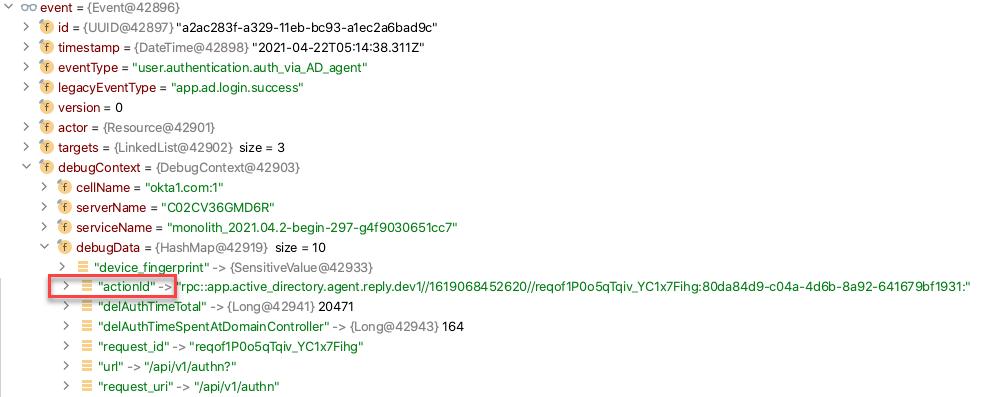 event = {Event@42896}
id = {UUID@42897} "a2ac283f-a329-11eb-bc93-a1ec2a6bad9c"
timestamp = {DateTime@42898} "2021-04-22T05:14:38.311Z"
eventType = "user.authentication.auth_via_AD_agent"
legacyEventType = "app.ad.login.success"
version = 0
actor = {Resource@42901}
targets = {LinkedList@42902} size = 3
debugContext = {DebugContext@42903}
cellName = "okta1.com:1"
serverName = "C02CV36GMD6R"
serviceName = "monolith_2021.04.2-begin-297-g4f9030651cc7"
debugData = {HashMap@42919} size = 10
"device_fingerprint" -> {SensitiveValue@42933}
"actionId" -> "rpc::app.active_directory.agent.reply.dev1//1619068452620//reqof1P0o5qTqiv_YC1x7Fihg:80da84d9-c04a-4d6b-8a92-641679bf1931:"
"delAuthTimeTotal" -> {Long@42941} 20471
"delAuthTimeSpentAtDomainController" -> {Long@42943} 164
"request_id" -> "reqof1P0o5qTqiv_YC1x7Fihg"
"url" -> "/api/v1/authn?"
"request_uri" -> "/api/v1/authn"